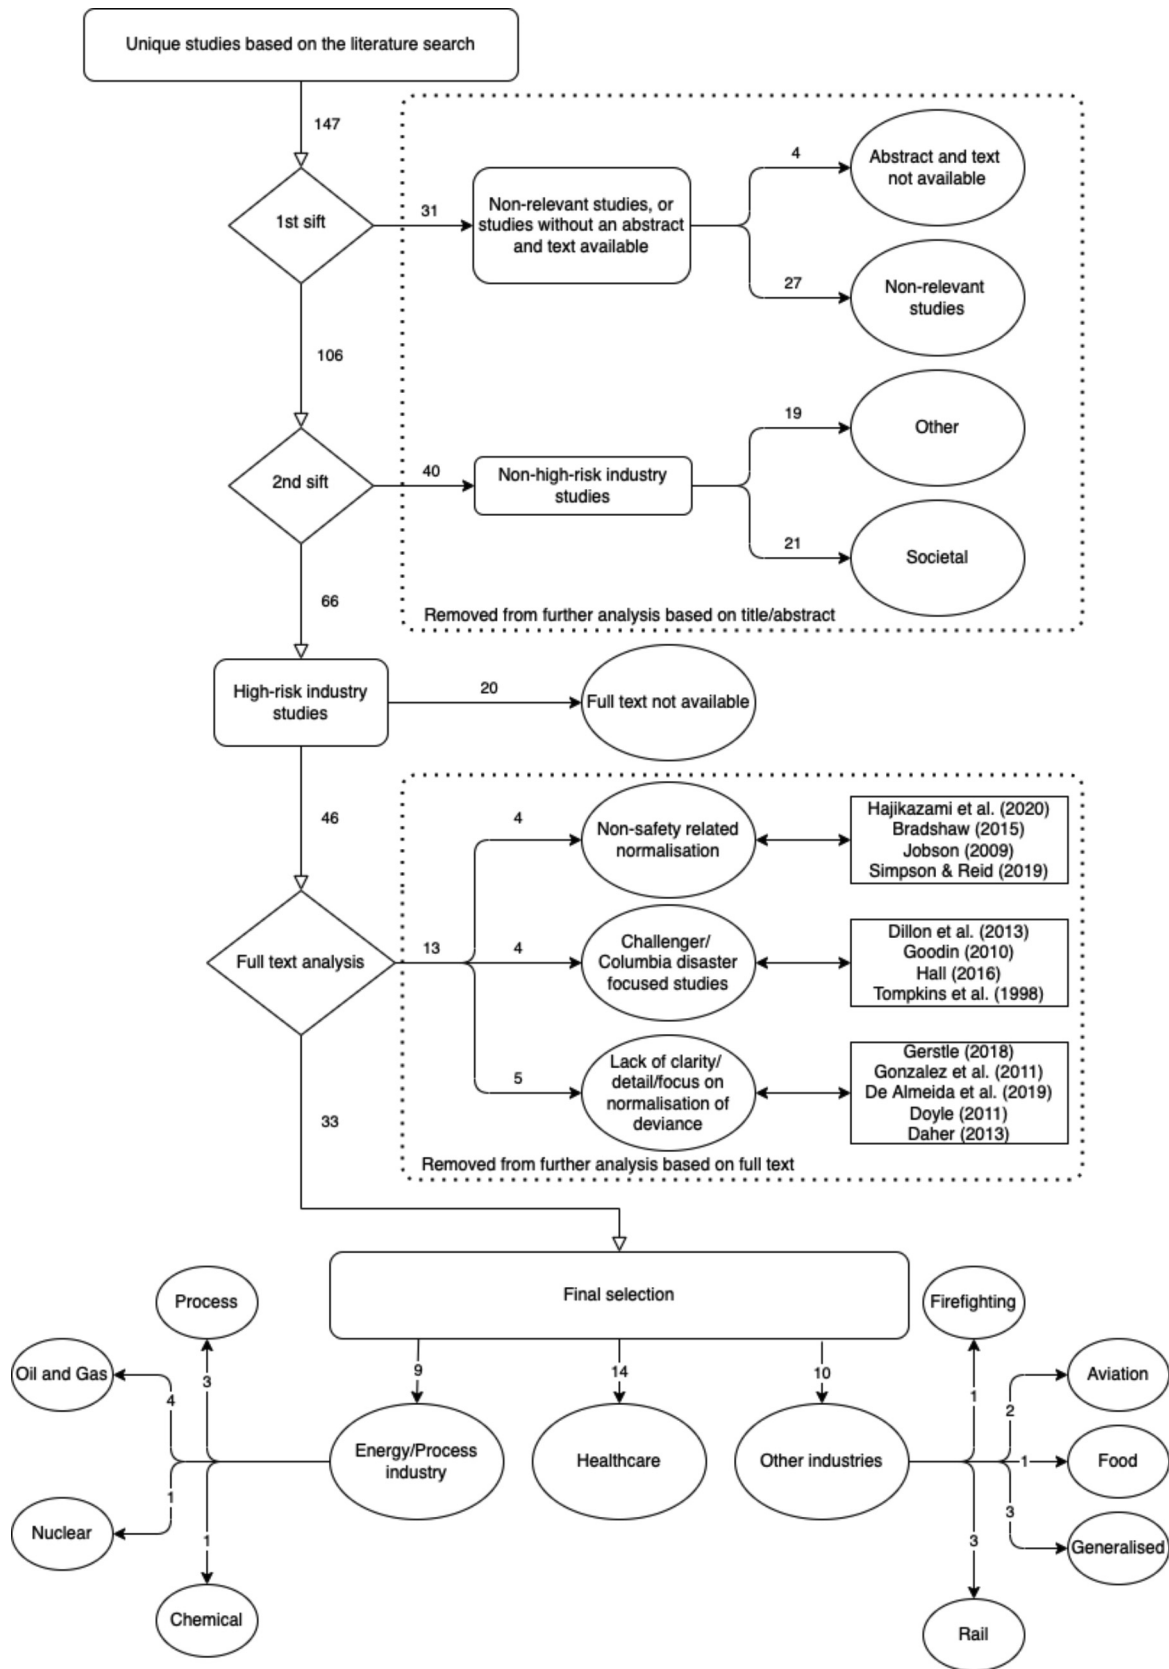 Unique studies based on the literature search
147
1st sift
31
Non-relevant studies, or
studies without an abstract
and text available
4
Abstract and text
not available
27
Non-relevant
studies
106
2nd sift
40
Non-high-risk industry
studies
19
Other
21
Societal
Removed from further analysis based on title/abstract
66
High-risk industry
studies
20
Full text not available
46
Full text analysis
13
4
Non-safety related
normalisation
Hajikazami et al. (2020)
Bradshaw (2015)
Jobson (2009)
Simpson & Reid (2019)
4
Challenger/
Columbia disaster
focused studies
Dillon et al. (2013)
Goodin (2010)
Hall (2016)
Tompkins et al. (1998)
5
Lack of clarity/
detail/focus on
normalisation of
deviance
Gerstle (2018)
Gonzalez et al. (2011)
De Almeida et al. (2019)
Doyle (2011)
Daher (2013)
Removed from further analysis based on full text
33
Final selection
9
Energy/Process
industry
14
Healthcare
10
Other industries
3
Process
4
Oil and Gas
1
Nuclear
1
Chemical
1
Firefighting
2
Aviation
1
Food
3
Generalised
3
Rail